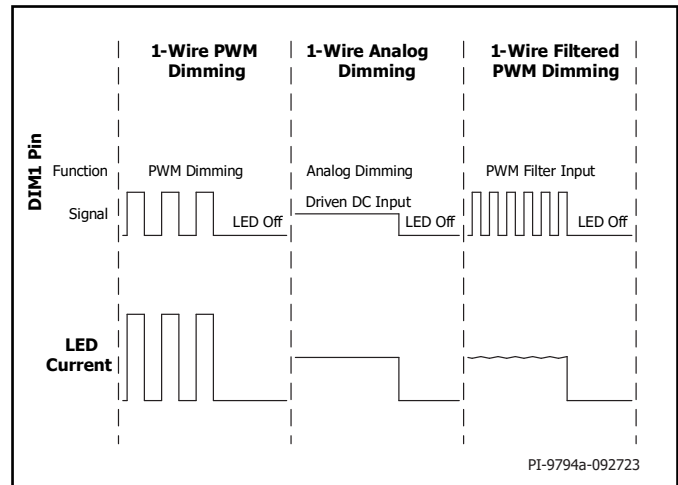 1-Wire PWM
Dimming
1-Wire Analog
Dimming
1-Wire Filtered
PWM Dimming
DIM1 Pin
Function
PWM Dimming
Analog Dimming
PWM Filter Input
Signal
LED Off
Driven DC Input
LED Off
LED Off
LED
Current
PI-9794a-092723